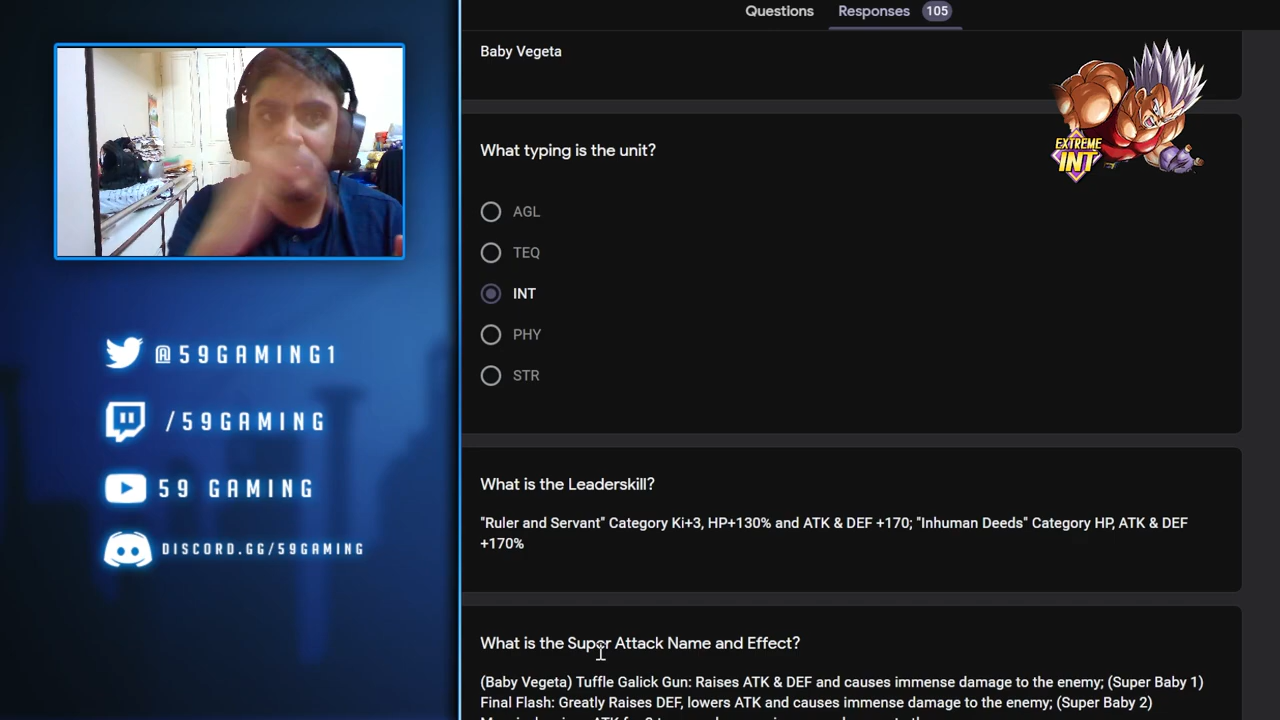 Questions
Responses
105
Baby Vegeta
EXTREME
INT
What typing is the unit?
AGL
TEQ
INT
PHY
STR
@59GAMING1
/59GAMING
59 GAMING
DISCORD.GG/59GAMING
What is the Leaderskill?
"Ruler and Servant" Category Ki+3, HP+130% and ATK & DEF +170; "Inhuman Deeds" Category HP, ATK & DEF
+170%
What is the Super Attack Name and Effect?
(Baby Vegeta) Tuffle Galick Gun: Raises ATK & DEF and causes immense damage to the enemy; (Super Baby 1)
Final Flash: Greatly Raises DEF, lowers ATK and causes immense damage to the enemy; (Super Baby 2)